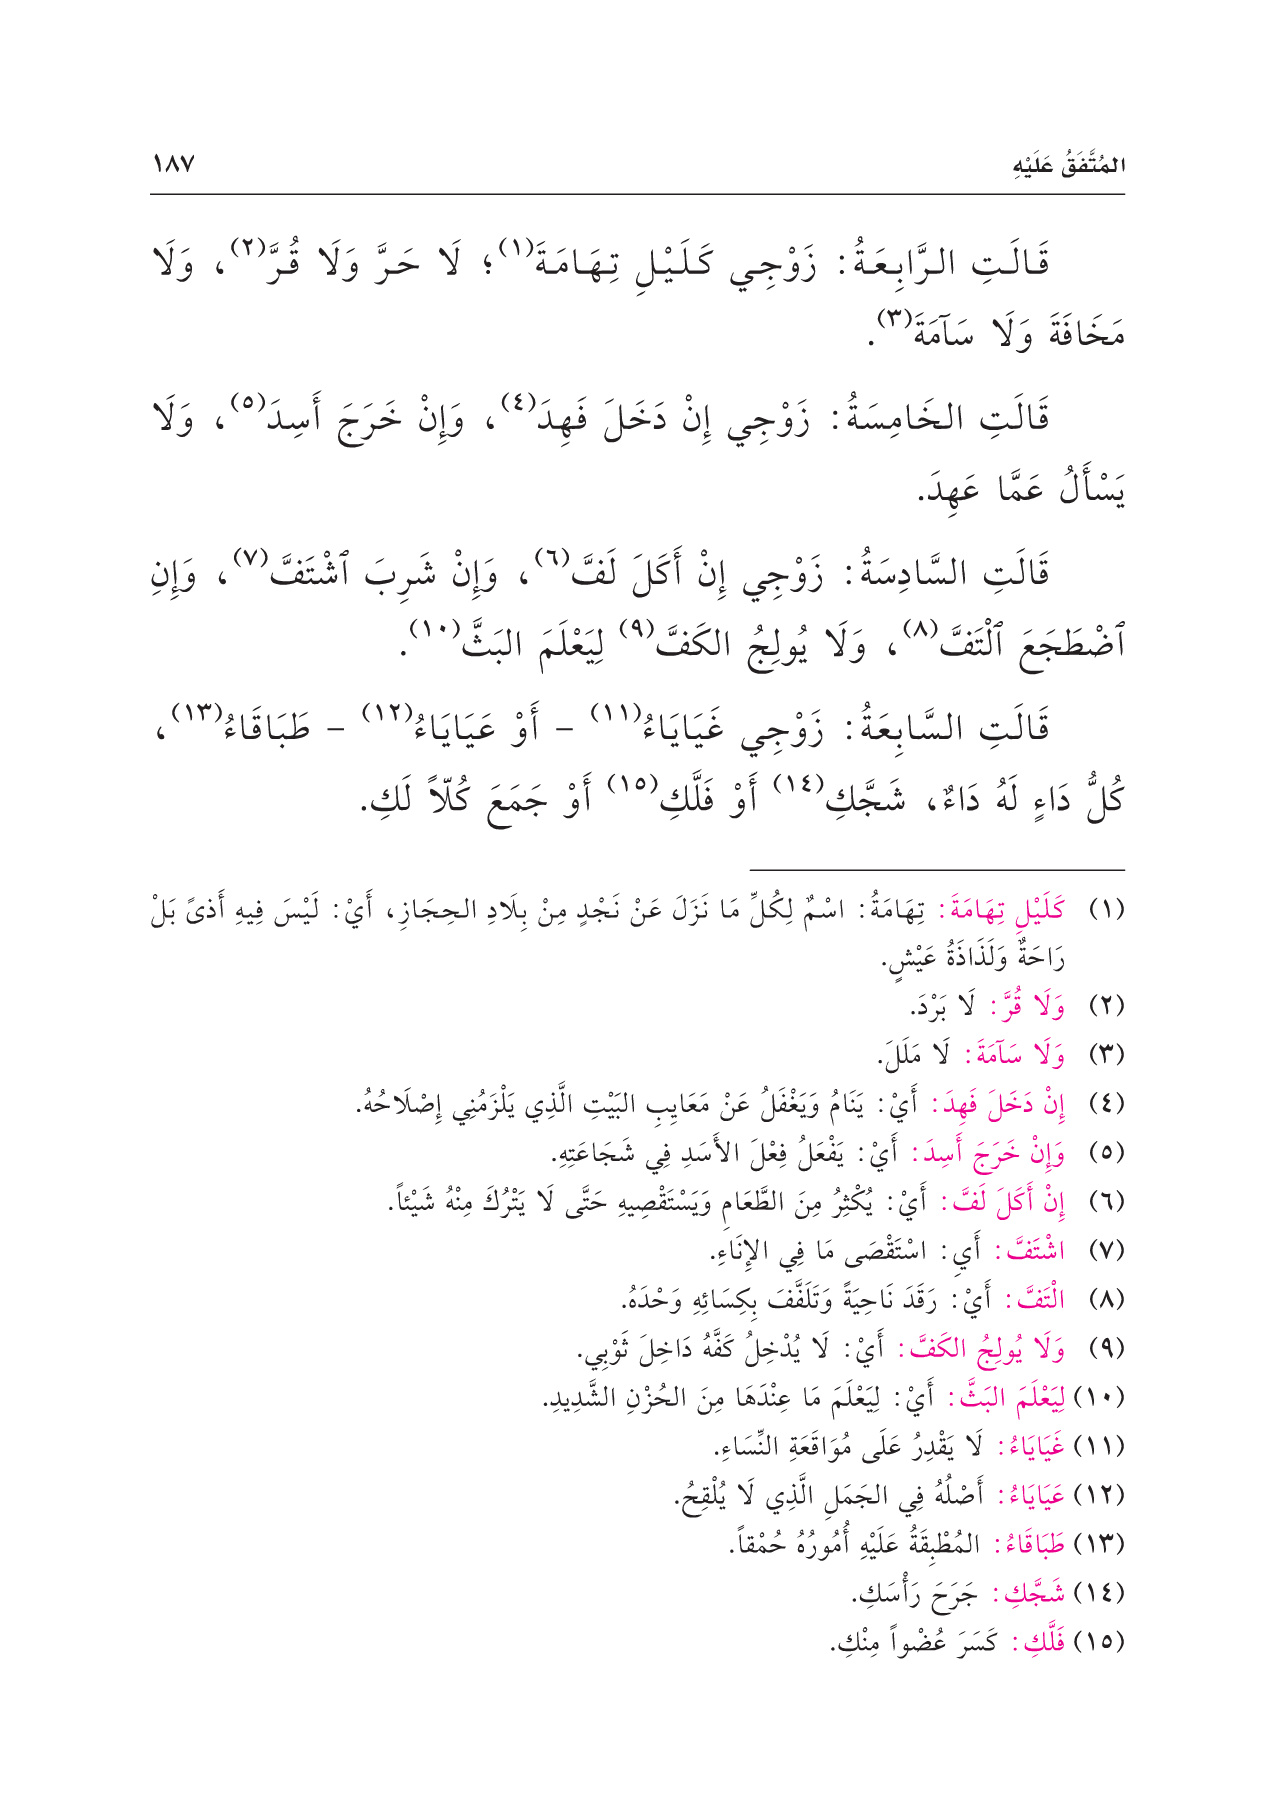 المُتَّفَقُ عَلَيْهِ ١٨٧
قَالَتِ الرَّابِعَةُ: زَوْجِي كَلَيْلِ تِهَامَةَ(١)؛ لَا حَرَّ وَلَا قُرَّ(٢)، وَلَا
مَخَافَةَ وَلَا سَآمَةَ(٣).
قَالَتِ الخَامِسَةُ: زَوْجِي إِنْ دَخَلَ فَهِدَ(٤)، وَإِنْ خَرَجَ أَسِدَ(٥)، وَلَا
يَسْأَلُ عَمَّا عَهِدَ.
قَالَتِ السَّادِسَةُ: زَوْجِي إِنْ أَكَلَ لَفَّ(٦)، وَإِنْ شَرِبَ ٱشْتَفَّ(٧)، وَإِنِ
ٱضْطَجَعَ ٱلْتَفَّ(٨)، وَلَا يُولِجُ الكَفَّ(٩) لِيَعْلَمَ البَثَّ(١٠).
قَالَتِ السَّابِعَةُ: زَوْجِي غَيَايَاءُ(١١) – أَوْ عَيَايَاءُ(١٢) – طَبَاقَاءُ(١٣)،
كُلُّ دَاءٍ لَهُ دَاءٌ، شَجَّكِ(١٤) أَوْ فَلَّكِ(١٥) أَوْ جَمَعَ كُلّاً لَكِ.
(١) كَلَيْلِ تِهَامَةَ: تِهَامَةُ: اسْمٌ لِكُلِّ مَا نَزَلَ عَنْ نَجْدٍ مِنْ بِلَادِ الحِجَازِ، أَيْ: لَيْسَ فِيهِ أَذىً بَلْ
رَاحَةٌ وَلَذَاذَةُ عَيْشٍ.
(٢) وَلَا قُرَّ: لَا بَرْدَ.
(٣) وَلَا سَآمَةَ: لَا مَلَلَ.
(٤) إِنْ دَخَلَ فَهِدَ: أَيْ: يَنَامُ وَيَغْفَلُ عَنْ مَعَايِبِ البَيْتِ الَّذِي يَلْزَمُنِي إِصْلَاحُهُ.
(٥) وَإِنْ خَرَجَ أَسِدَ: أَيْ: يَفْعَلُ فِعْلَ الأَسَدِ فِي شَجَاعَتِهِ.
(٦) إِنْ أَكَلَ لَفَّ: أَيْ: يُكْثِرُ مِنَ الطَّعَامِ وَيَسْتَقْصِيهِ حَتَّى لَا يَتْرُكَ مِنْهُ شَيْئاً.
(٧) اشْتَفَّ: أَيِ: اسْتَقْصَى مَا فِي الإِنَاءِ.
(٨) الْتَفَّ: أَيْ: رَقَدَ نَاحِيَةً وَتَلَفَّفَ بِكِسَائِهِ وَحْدَهُ.
(٩) وَلَا يُولِجُ الكَفَّ: أَيْ: لَا يُدْخِلُ كَفَّهُ دَاخِلَ ثَوْبِي.
(١٠) لِيَعْلَمَ البَثَّ: أَيْ: لِيَعْلَمَ مَا عِنْدَهَا مِنَ الحُزْنِ الشَّدِيدِ.
(١١) غَيَايَاءُ: لَا يَقْدِرُ عَلَى مُوَاقَعَةِ النِّسَاءِ.
(١٢) عَيَايَاءُ: أَصْلُهُ فِي الجَمَلِ الَّذِي لَا يُلْقِحُ.
(١٣) طَبَاقَاءُ: المُطْبِقَةُ عَلَيْهِ أُمُورُهُ حُمْقاً.
(١٤) شَجَّكِ: جَرَحَ رَأْسَكِ.
(١٥) فَلَّكِ: كَسَرَ عُضْواً مِنْكِ.